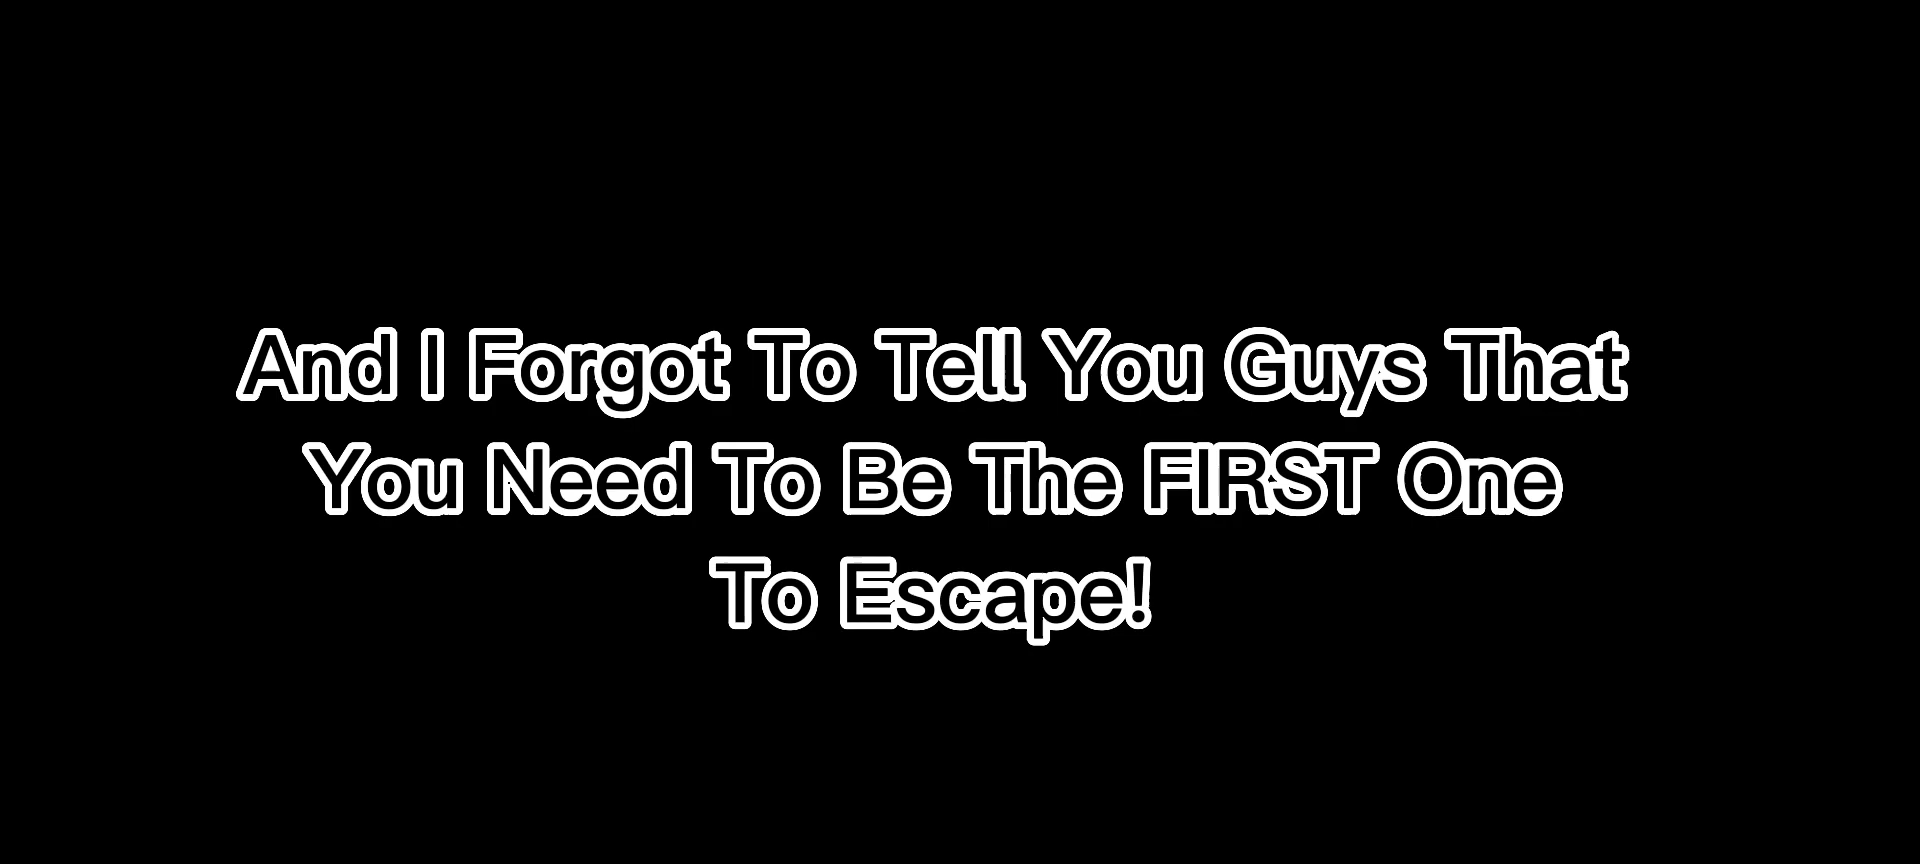 And I Forgot To Tell You Guys That
You Need To Be The FIRST One
To Escape!